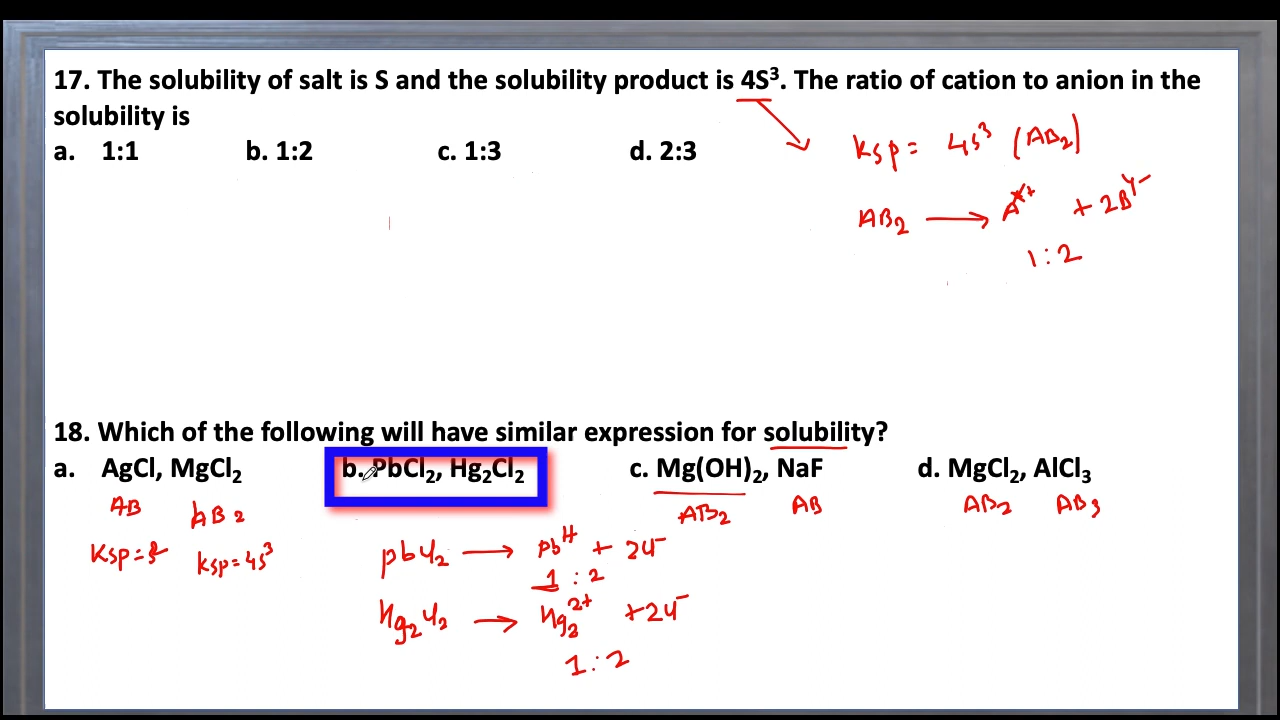 17. The solubility of salt is S and the solubility product is 4S³. The ratio of cation to anion in the
solubility is
a. 1:1 b. 1:2 c. 1:3 d. 2:3
Ksp = 4s³ (AB₂)
AB₂ → A ˣ⁺ + 2Bʸ⁻
1:2
18. Which of the following will have similar expression for solubility?
a. AgCl, MgCl₂ b. PbCl₂, Hg₂Cl₂ c. Mg(OH)₂, NaF d. MgCl₂, AlCl₃
AB AB₂ AB₂ AB AB₂ AB₃
Ksp = Ksp = 4s³
pbCl₂ → pb⁺⁺ + 2Cl⁻
1:2
Hg₂Cl₂ → Hg₂²⁺ + 2Cl⁻
1:2